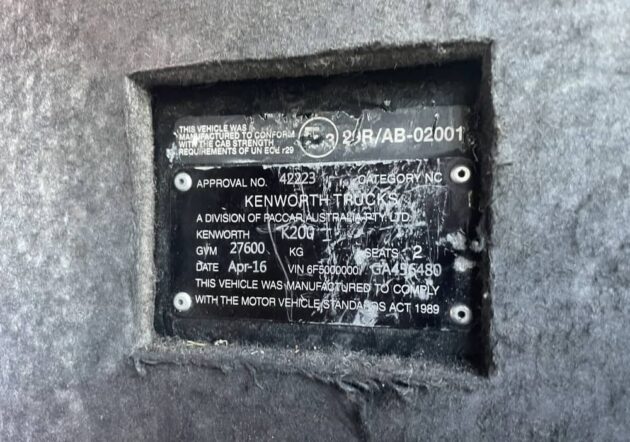 THIS VEHICLE WAS
MANUFACTURED TO CONFORM
WITH THE CAB STRENGTH
REQUIREMENTS OF UN ECE r29
29R/AB-02001
APPROVAL NO. 42223 CATEGORY NC
KENWORTH TRUCKS
A DIVISION OF PACCAR AUSTRALIA PTY. LTD.
KENWORTH K200
GVM 27600 KG SEATS 2
DATE Apr-16 VIN 6F5000000 GA456480
THIS VEHICLE WAS MANUFACTURED TO COMPLY
WITH THE MOTOR VEHICLE STANDARDS ACT 1989